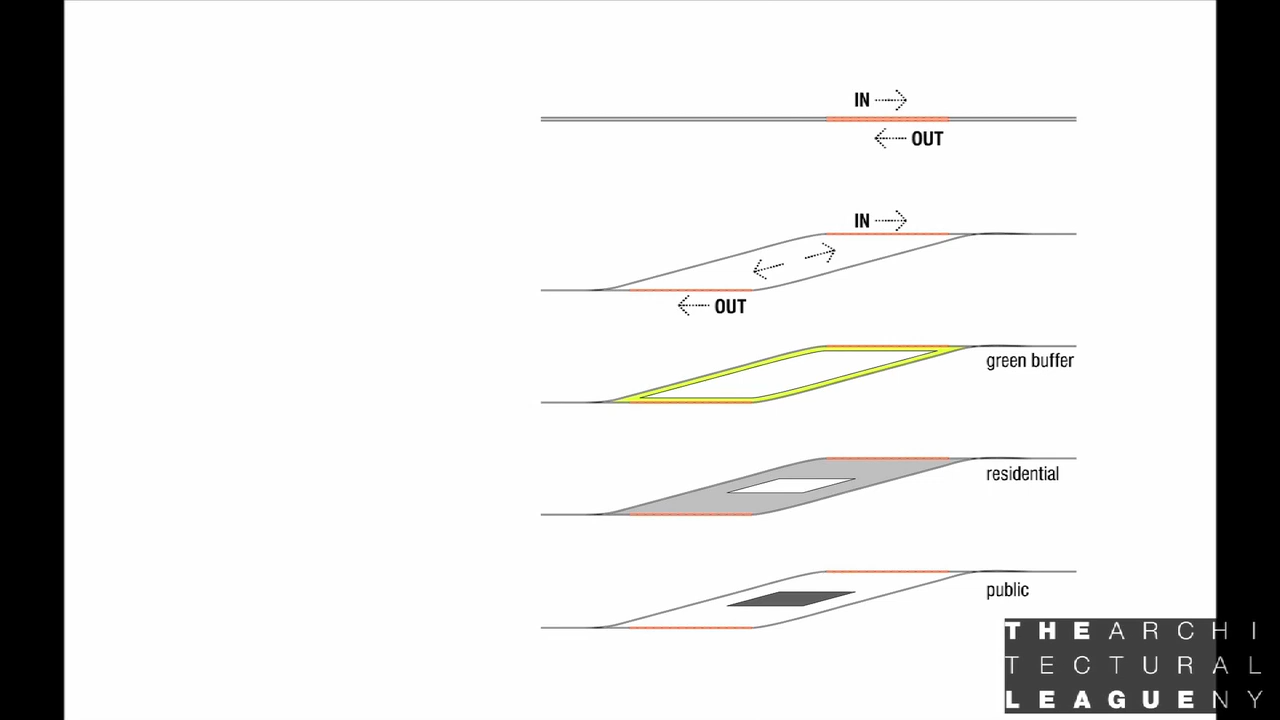 IN
OUT
IN
OUT
green buffer
residential
public
THE ARCHI
TECTURAL
LEAGUE NY